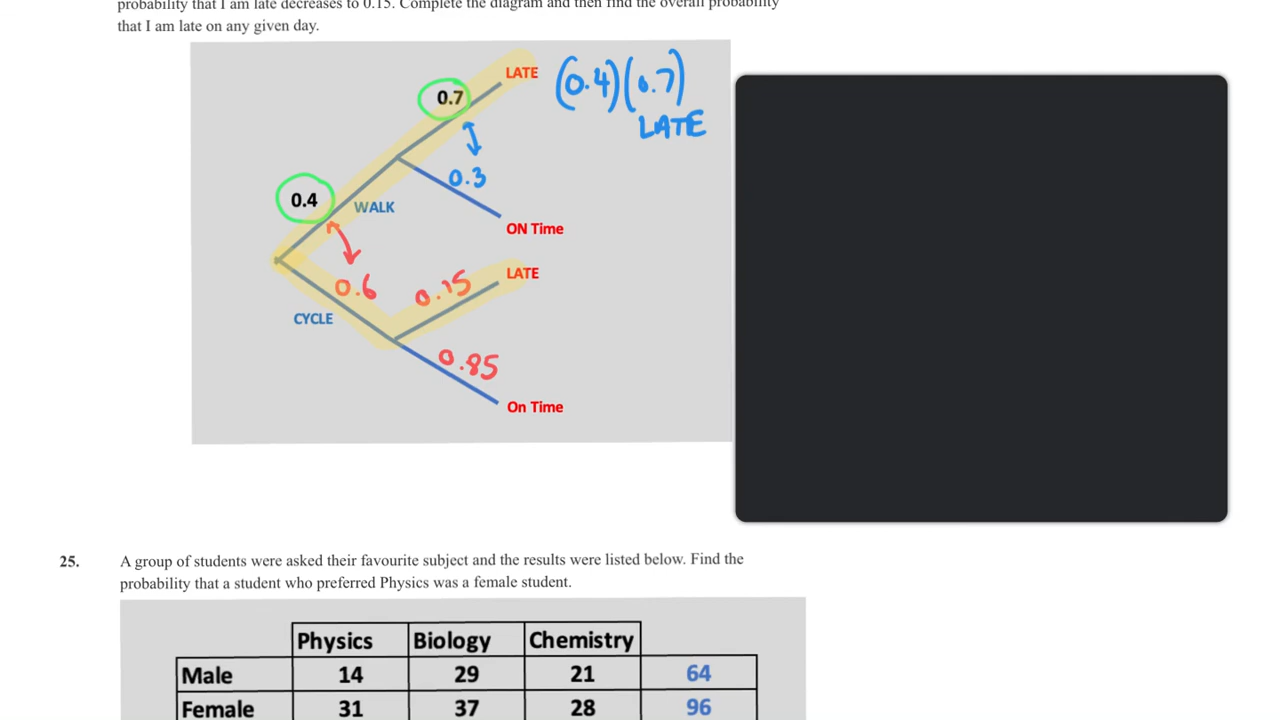 probability that I am late decreases to 0.15. Complete the diagram and then find the overall probability
that I am late on any given day.
LATE
(0.4)(0.7)
LATE
0.7
0.3
0.4
WALK
ON Time
LATE
0.6
0.15
CYCLE
0.85
On Time
25. A group of students were asked their favourite subject and the results were listed below. Find the
probability that a student who preferred Physics was a female student.
Physics Biology Chemistry
Male 14 29 21 64
Female 31 37 28 96